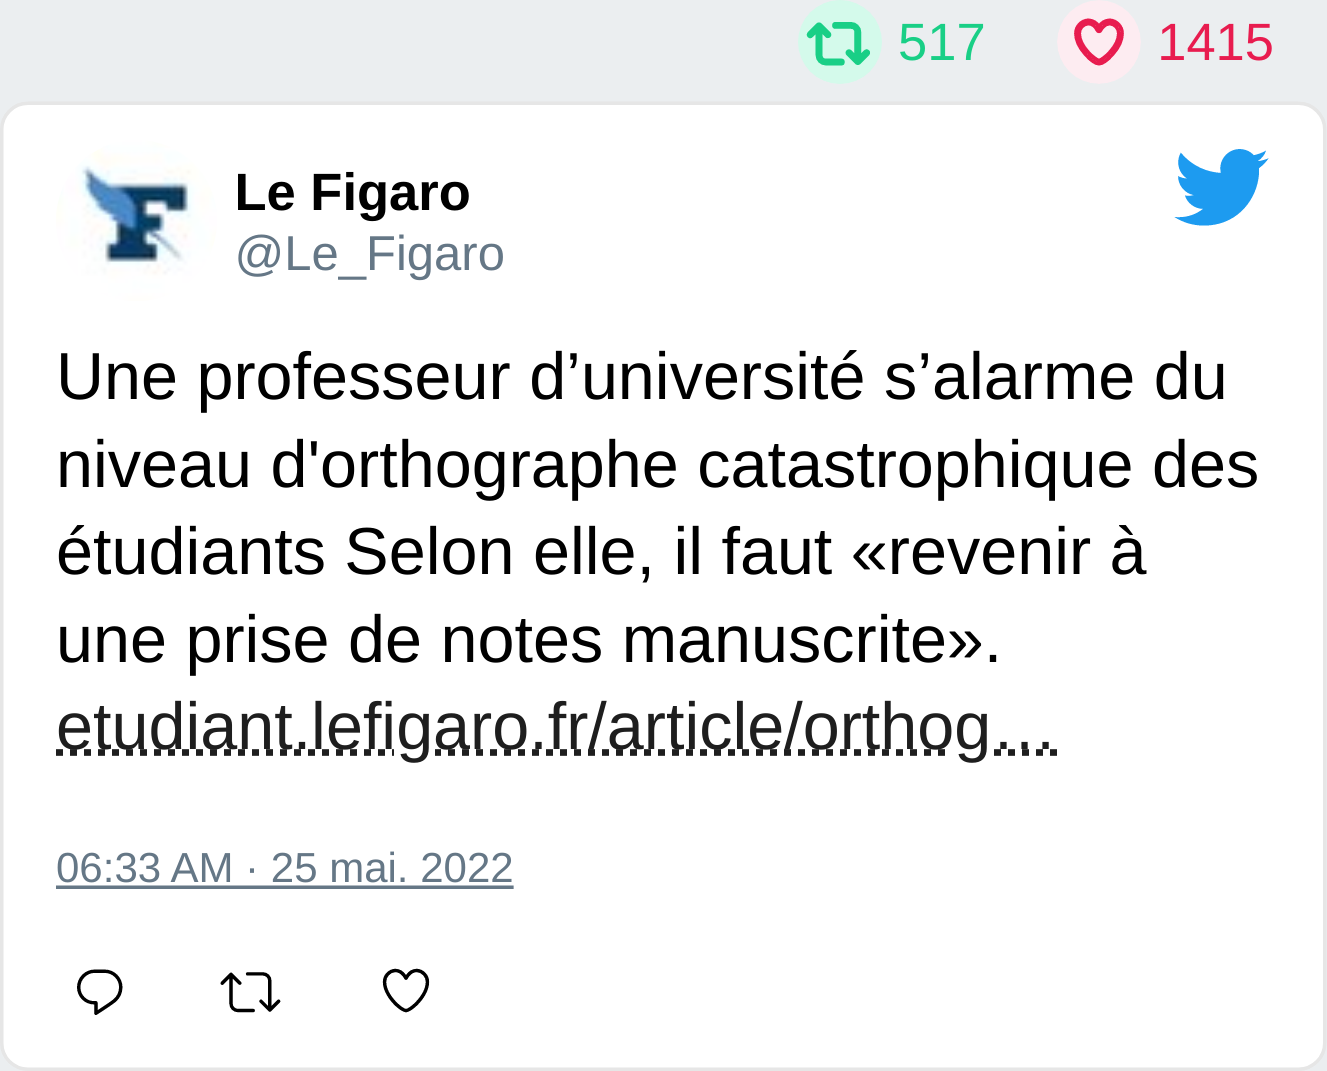 517 1415
Le Figaro
@Le_Figaro
Une professeur d’université s’alarme du
niveau d'orthographe catastrophique des
étudiants Selon elle, il faut «revenir à
une prise de notes manuscrite».
etudiant.lefigaro.fr/article/orthog…
06:33 AM · 25 mai. 2022